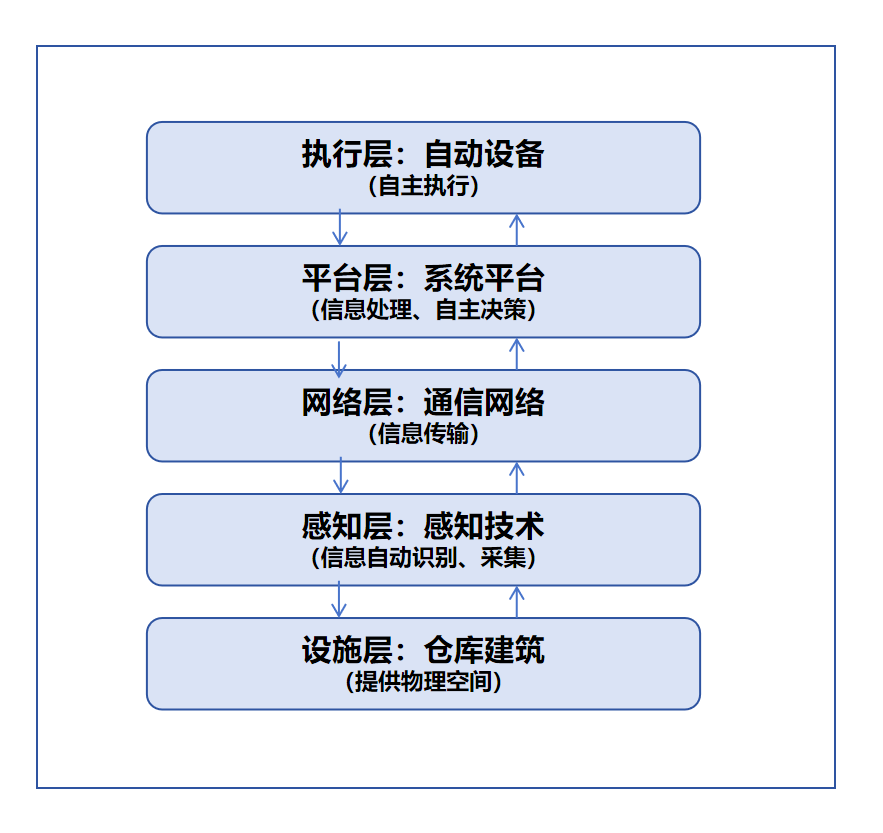 执行层：自动设备
（自主执行）
平台层：系统平台
（信息处理、自主决策）
网络层：通信网络
（信息传输）
感知层：感知技术
（信息自动识别、采集）
设施层：仓库建筑
（提供物理空间）